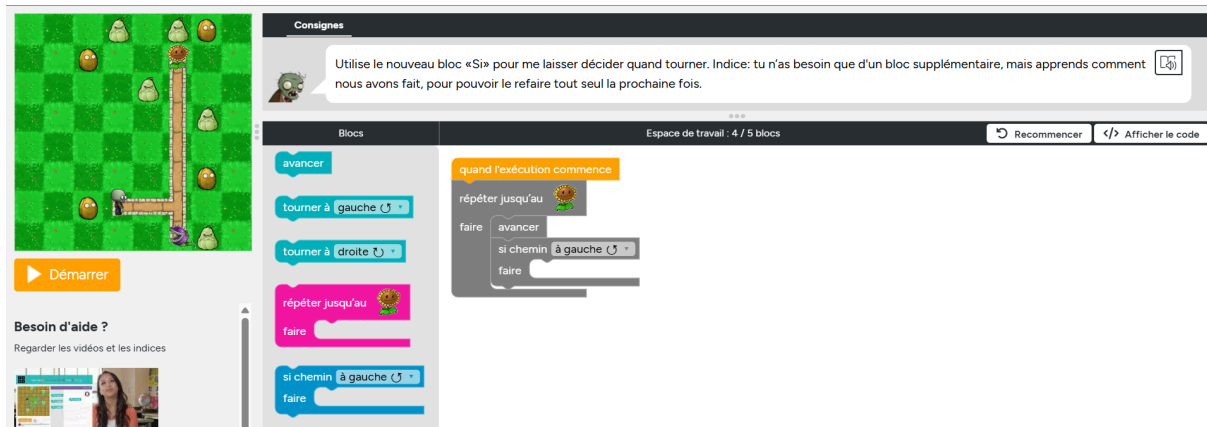 Consignes
Utilise le nouveau bloc «Si» pour me laisser décider quand tourner. Indice: tu n'as besoin que d'un bloc supplémentaire, mais apprends comment
nous avons fait, pour pouvoir le refaire tout seul la prochaine fois.
Blocs
Espace de travail : 4 / 5 blocs
Recommencer
</> Afficher le code
avancer
tourner à gauche ↺
tourner à droite ↻
répéter jusqu'au
faire
si chemin à gauche ↺
faire
quand l'exécution commence
répéter jusqu'au
faire
avancer
si chemin à gauche ↺
faire
Démarrer
Besoin d'aide ?
Regarder les vidéos et les indices